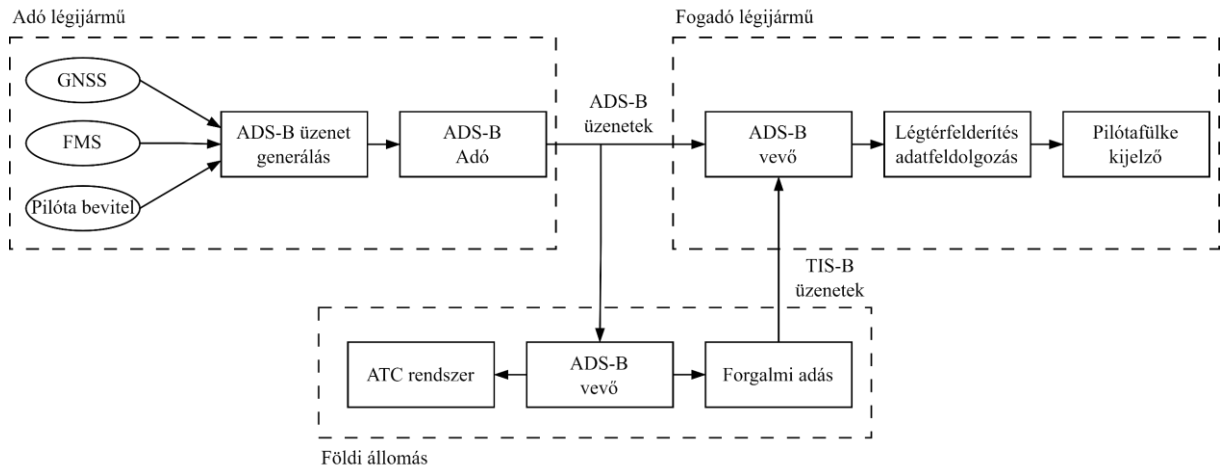 Adó légijármű
GNSS
FMS
Pilóta bevitel
ADS-B üzenet
generálás
ADS-B
Adó
ADS-B
üzenetek
Fogadó légijármű
ADS-B
vevő
Légtérfelderítés
adatfeldolgozás
Pilótafülke
kijelző
TIS-B
üzenetek
ATC rendszer
ADS-B
vevő
Forgalmi adás
Földi állomás